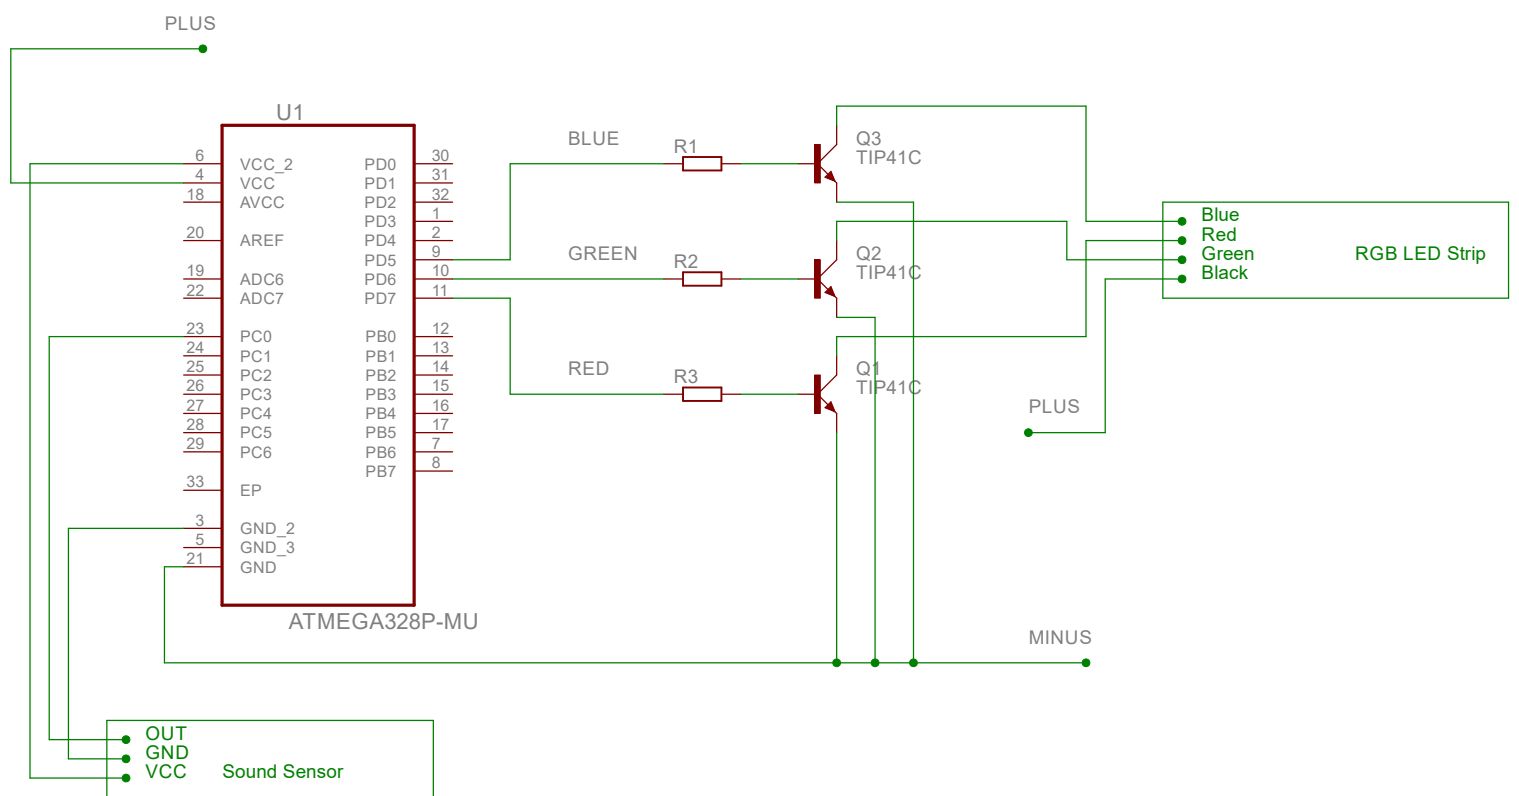 PLUS
U1
6 VCC_2
4 VCC
18 AVCC
20 AREF
19 ADC6
22 ADC7
23 PC0
24 PC1
25 PC2
26 PC3
27 PC4
28 PC5
29 PC6
33 EP
3 GND_2
5 GND_3
21 GND
PD0 30
PD1 31
PD2 32
PD3 1
PD4 2
PD5 9
PD6 10
PD7 11
PB0 12
PB1 13
PB2 14
PB3 15
PB4 16
PB5 17
PB6 7
PB7 8
ATMEGA328P-MU
BLUE
R1
Q3
TIP41C
GREEN
R2
Q2
TIP41C
RED
R3
Q1
TIP41C
Blue
Red
Green
Black
RGB LED Strip
PLUS
MINUS
OUT
GND
VCC
Sound Sensor